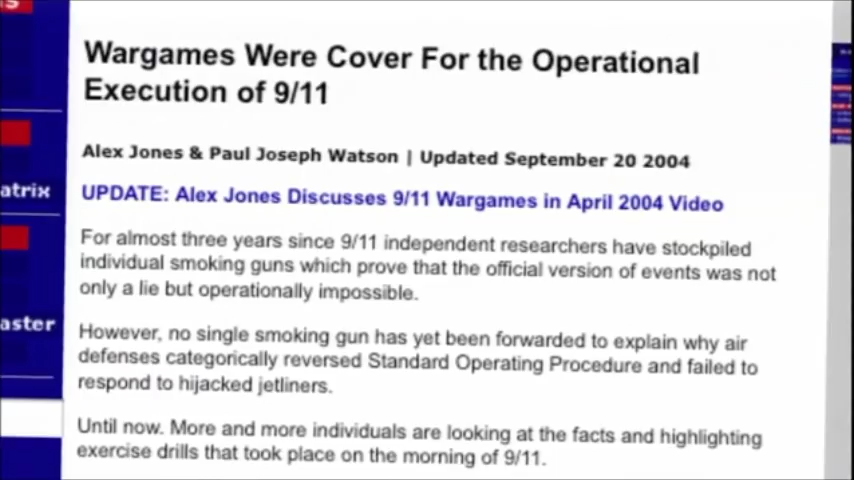 Wargames Were Cover For the Operational
Execution of 9/11
Alex Jones & Paul Joseph Watson | Updated September 20 2004
UPDATE: Alex Jones Discusses 9/11 Wargames in April 2004 Video
For almost three years since 9/11 independent researchers have stockpiled
individual smoking guns which prove that the official version of events was not
only a lie but operationally impossible.
However, no single smoking gun has yet been forwarded to explain why air
defenses categorically reversed Standard Operating Procedure and failed to
respond to hijacked jetliners.
Until now. More and more individuals are looking at the facts and highlighting
exercise drills that took place on the morning of 9/11.
atrix
aster